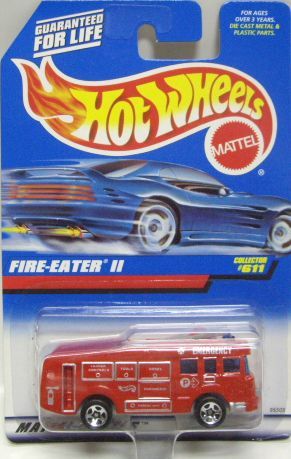 GUARANTEED
FOR LIFE
FOR AGES
OVER 3 YEARS.
DIE CAST METAL &
PLASTIC PARTS.
HOT WHEELS
MATTEL
®
FIRE-EATER® II
COLLECTOR
#611
EMERGENCY
TOOLS